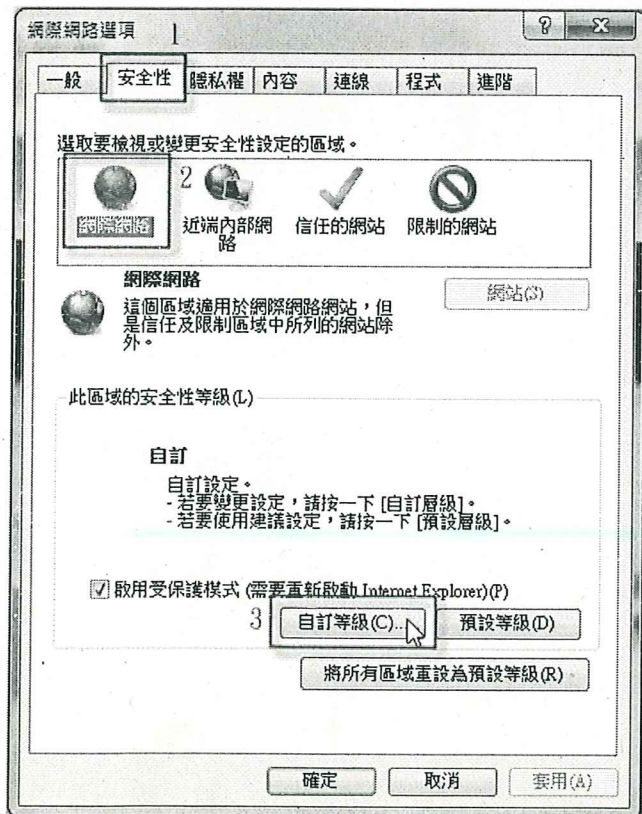 網際網路選項
1
一般 安全性 隱私權 內容 連線 程式 進階
選取要檢視或變更安全性設定的區域。
2
網際網路 近端內部網路 信任的網站 限制的網站
網際網路
網站(S)
這個區域適用於網際網路網站，但
是信任及限制區域中所列的網站除
外。
此區域的安全性等級(L)
自訂
自訂設定。
- 若要變更設定，請按一下 [自訂層級]。
- 若要使用建議設定，請按一下 [預設層級]。
啟用受保護模式 (需要重新啟動 Internet Explorer)(P)
3 自訂等級(C)... 預設等級(D)
將所有區域重設為預設等級(R)
確定 取消 套用(A)